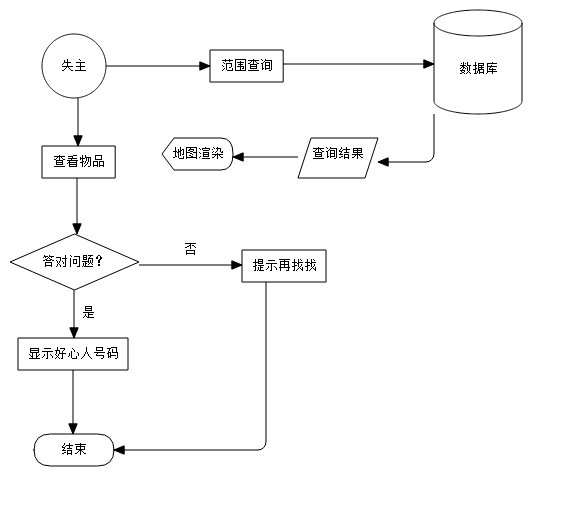 失主
范围查询
数据库
查看物品
地图渲染
查询结果
答对问题？
否
提示再找找
是
显示好心人号码
结束